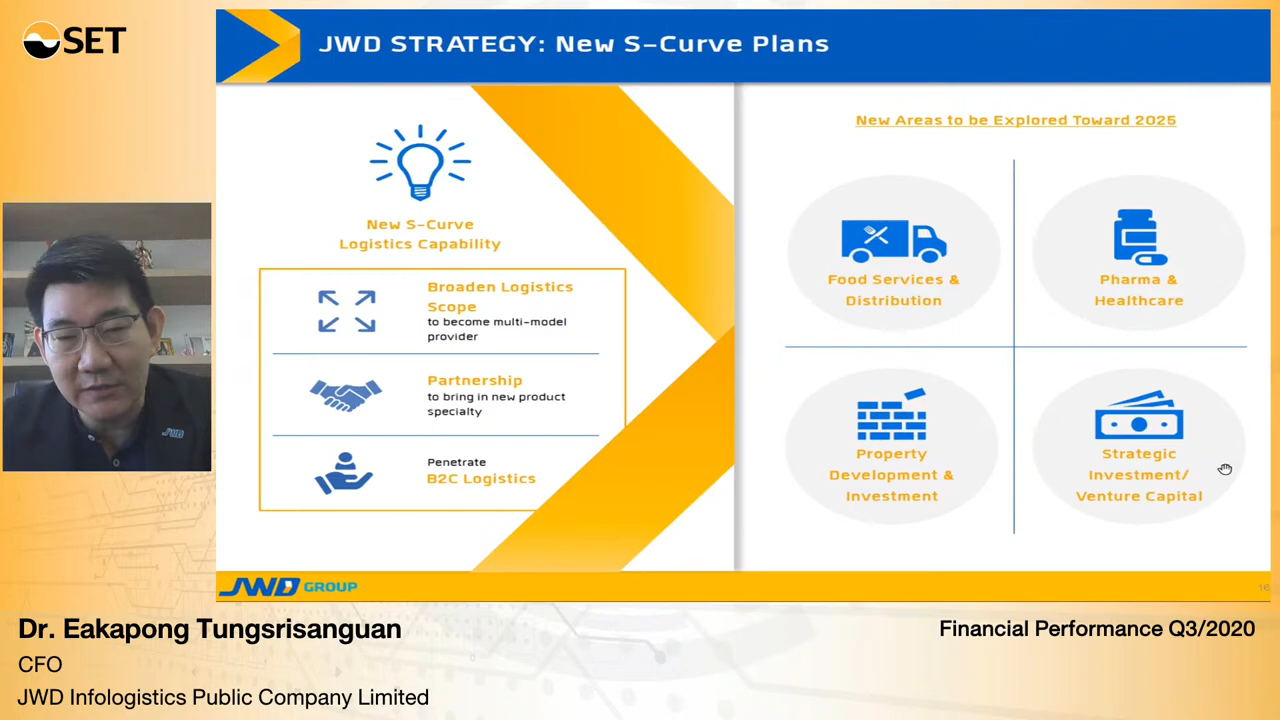 SET
JWD STRATEGY: New S-Curve Plans
New S-Curve
Logistics Capability
Broaden Logistics
Scope
to become multi-model
provider
Partnership
to bring in new product
specialty
Penetrate
B2C Logistics
New Areas to be Explored Toward 2025
Food Services &
Distribution
Pharma &
Healthcare
Property
Development &
Investment
Strategic
Investment/
Venture Capital
JWD GROUP
16
JWD
Dr. Eakapong Tungsrisanguan
CFO
JWD Infologistics Public Company Limited
Financial Performance Q3/2020